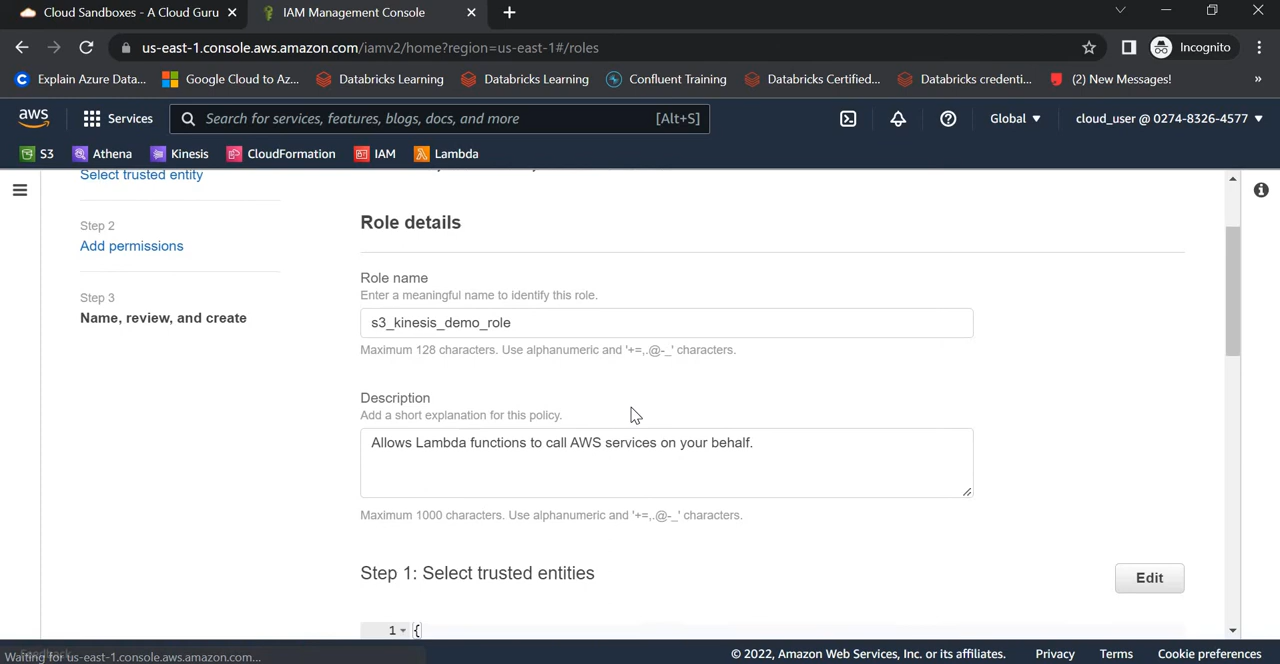 Cloud Sandboxes - A Cloud Guru
IAM Management Console
us-east-1.console.aws.amazon.com/iamv2/home?region=us-east-1#/roles
Incognito
Explain Azure Data...
Google Cloud to Az...
Databricks Learning
Databricks Learning
Confluent Training
Databricks Certified...
Databricks credenti...
(2) New Messages!
»
aws
Services
Search for services, features, blogs, docs, and more
[Alt+S]
Global
cloud_user @ 0274-8326-4577
S3
Athena
Kinesis
CloudFormation
IAM
Lambda
Select trusted entity
Step 2
Add permissions
Step 3
Name, review, and create
Role details
Role name
Enter a meaningful name to identify this role.
s3_kinesis_demo_role
Maximum 128 characters. Use alphanumeric and '+=,.@-_' characters.
Description
Add a short explanation for this policy.
Allows Lambda functions to call AWS services on your behalf.
Maximum 1000 characters. Use alphanumeric and '+=,.@-_' characters.
Step 1: Select trusted entities
Edit
1
{
Waiting for us-east-1.console.aws.amazon.com...
© 2022, Amazon Web Services, Inc. or its affiliates.
Privacy
Terms
Cookie preferences